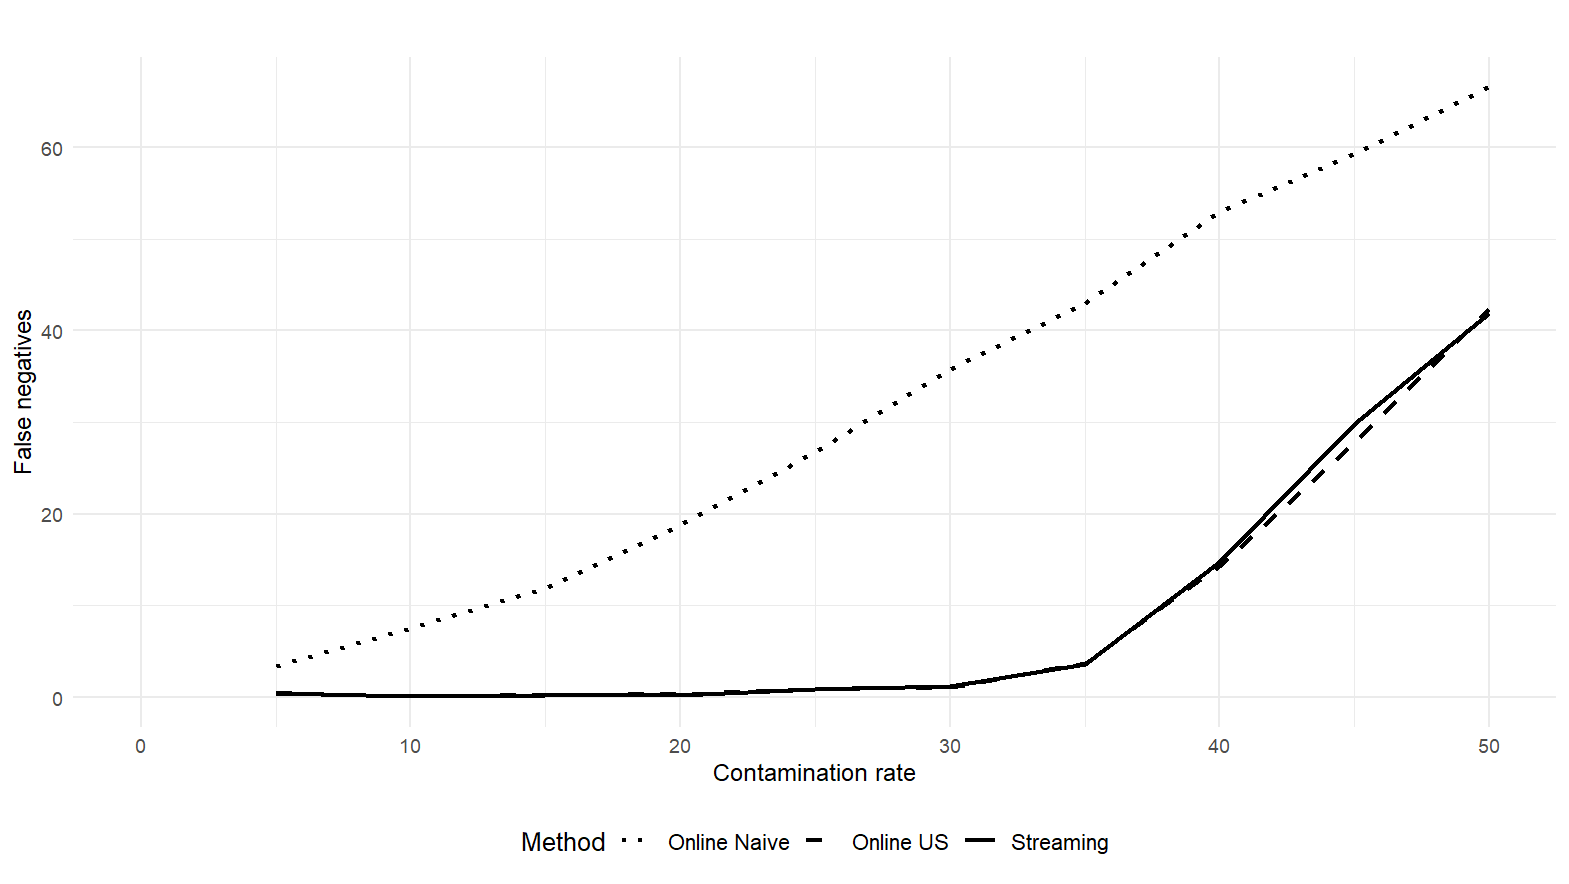 False negatives
60
40
20
0
0 10 20 30 40 50
Contamination rate
Method Online Naive Online US Streaming